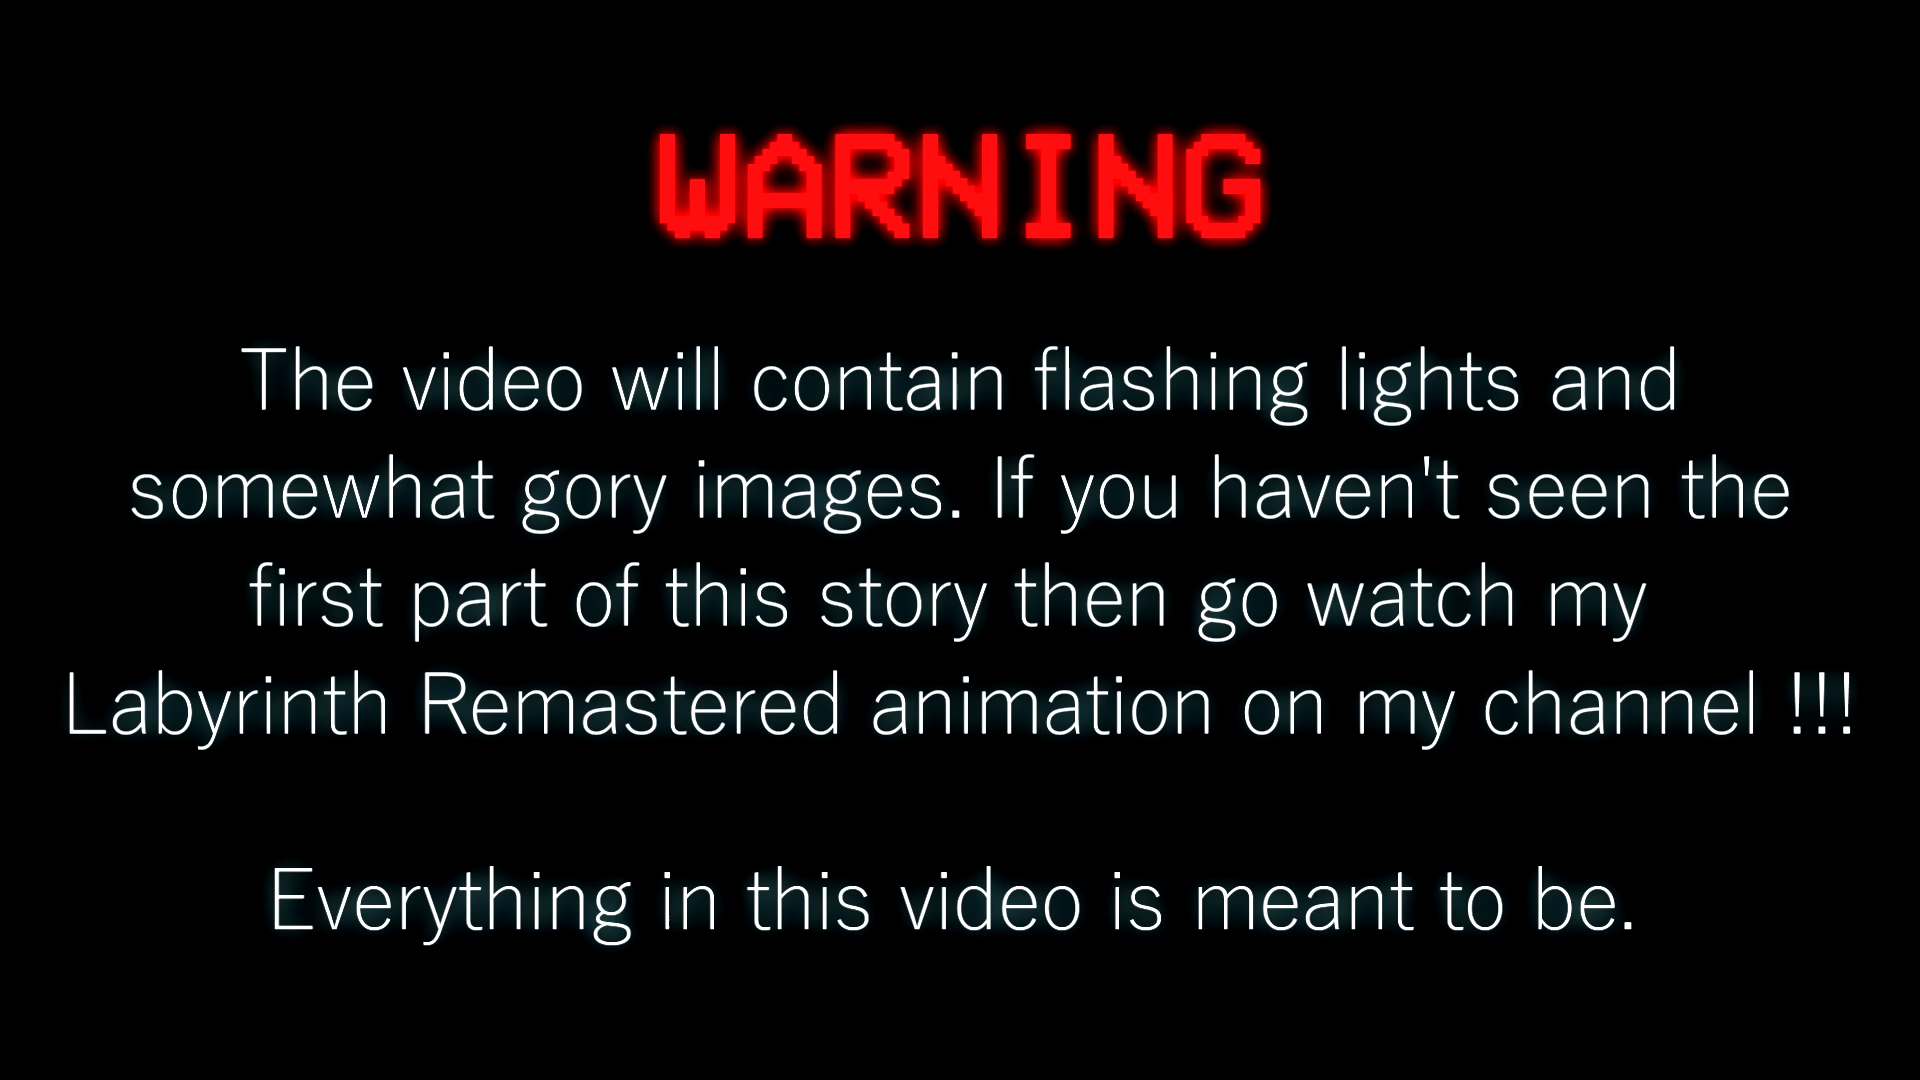 WARNING
The video will contain flashing lights and
somewhat gory images. If you haven't seen the
first part of this story then go watch my
Labyrinth Remastered animation on my channel !!!
Everything in this video is meant to be.